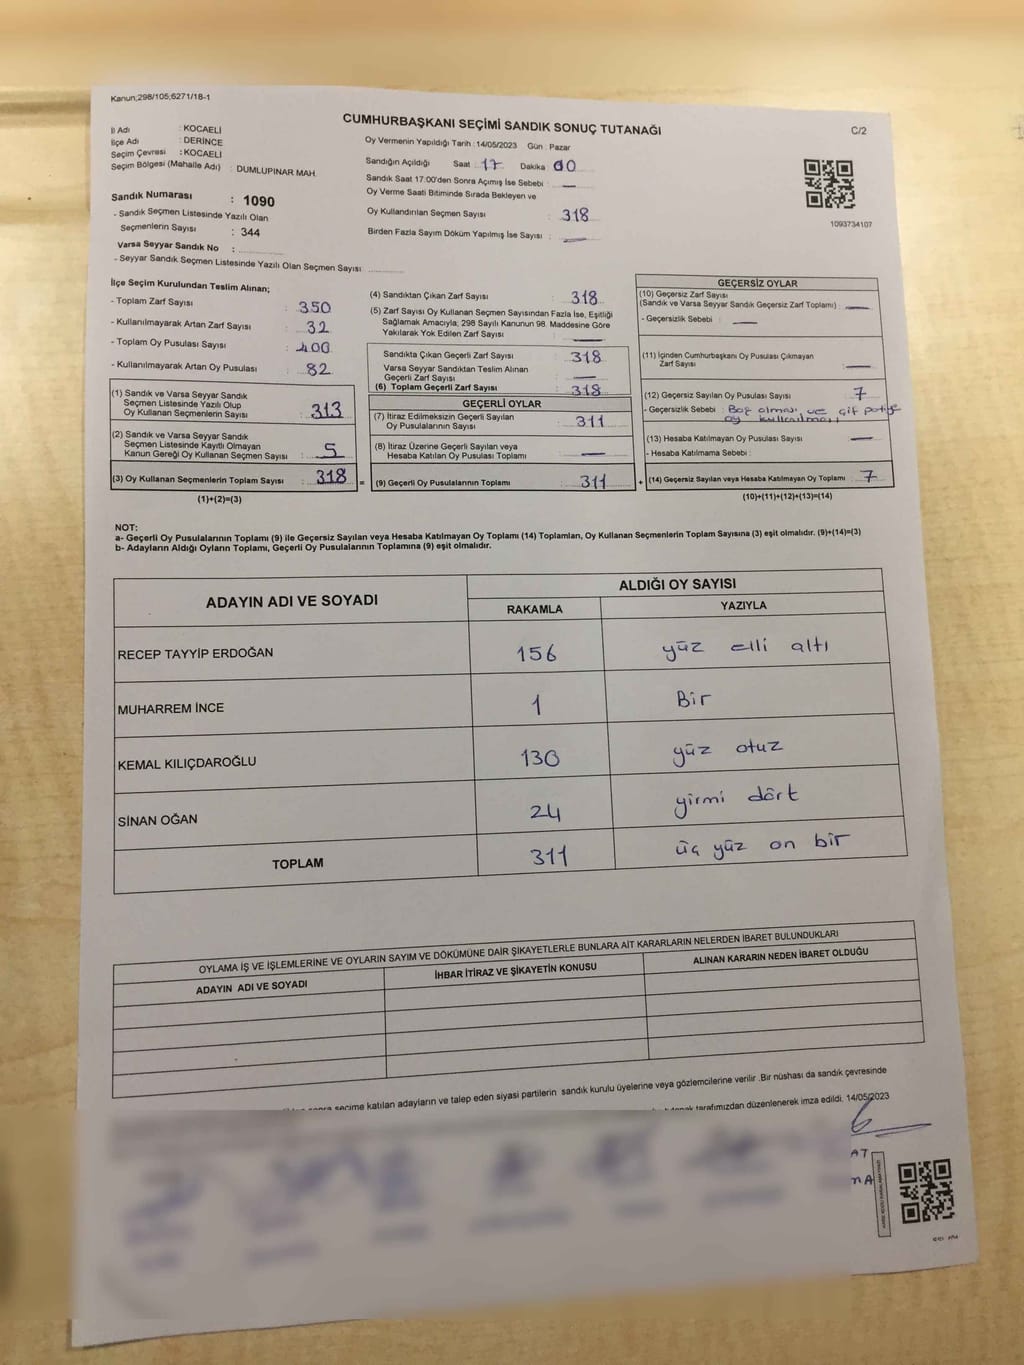 Kanun;298/105;6271/18-1
CUMHURBAŞKANI SEÇİMİ SANDIK SONUÇ TUTANAĞI
C/2
İl Adı : KOCAELİ
İlçe Adı : DERİNCE
Seçim Çevresi : KOCAELİ
Seçim Bölgesi (Mahalle Adı) : DUMLUPINAR MAH.
Sandık Numarası : 1090
- Sandık Seçmen Listesinde Yazılı Olan
Seçmenlerin Sayısı : 344
Varsa Seyyar Sandık No :
- Seyyar Sandık Seçmen Listesinde Yazılı Olan Seçmen Sayısı
Oy Vermenin Yapıldığı Tarih : 14/05/2023 Gün : Pazar
Sandığın Açıldığı Saat : 17 Dakika 00
Sandık Saat 17:00'den Sonra Açımış İse Sebebi : —
Oy Verme Saati Bitiminde Sırada Bekleyen ve
Oy Kullandırılan Seçmen Sayısı : 318
Birden Fazla Sayım Döküm Yapılmış İse Sayısı : —
1093734107
İlçe Seçim Kurulundan Teslim Alınan;
- Toplam Zarf Sayısı : 350
- Kullanılmayarak Artan Zarf Sayısı : 32
- Toplam Oy Pusulası Sayısı : 400
- Kullanılmayarak Artan Oy Pusulası : 82
(1) Sandık ve Varsa Seyyar Sandık
Seçmen Listesinde Yazılı Olup
Oy Kullanan Seçmenlerin Sayısı : 313
(2) Sandık ve Varsa Seyyar Sandık
Seçmen Listesinde Kayıtlı Olmayan
Kanun Gereği Oy Kullanan Seçmen Sayısı : 5
(3) Oy Kullanan Seçmenlerin Toplam Sayısı : 318
(1)+(2)=(3)
(4) Sandıktan Çıkan Zarf Sayısı : 318
(5) Zarf Sayısı Oy Kullanan Seçmen Sayısından Fazla İse, Eşitliği
Sağlamak Amacıyla; 298 Sayılı Kanunun 98. Maddesine Göre
Yakılarak Yok Edilen Zarf Sayısı : —
Sandıkta Çıkan Geçerli Zarf Sayısı : 318
Varsa Seyyar Sandıktan Teslim Alınan
Geçerli Zarf Sayısı : —
(6) Toplam Geçerli Zarf Sayısı : 318
GEÇERLİ OYLAR
(7) İtiraz Edilmeksizin Geçerli Sayılan
Oy Pusulalarının Sayısı : 311
(8) İtiraz Üzerine Geçerli Sayılan veya
Hesaba Katılan Oy Pusulası Toplamı : —
= (9) Geçerli Oy Pusulalarının Toplamı : 311
GEÇERSİZ OYLAR
(10) Geçersiz Zarf Sayısı
(Sandık ve Varsa Seyyar Sandık Geçersiz Zarf Toplamı) : —
- Geçersizlik Sebebi : —
(11) İçinden Cumhurbaşkanı Oy Pusulası Çıkmayan
Zarf Sayısı : —
(12) Geçersiz Sayılan Oy Pusulası Sayısı : 7
- Geçersizlik Sebebi : Boş olması ve çif
oy kullanılması
(13) Hesaba Katılmayan Oy Pusulası Sayısı : —
- Hesaba Katılmama Sebebi :
+ (14) Geçersiz Sayılan veya Hesaba Katılmayan Oy Toplamı : 7
(10)+(11)+(12)+(13)=(14)
NOT:
a- Geçerli Oy Pusulalarının Toplamı (9) ile Geçersiz Sayılan veya Hesaba Katılmayan Oy Toplamı (14) Toplamları, Oy Kullanan Seçmenlerin Toplam Sayısına (3) eşit olmalıdır. (9)+(14)=(3)
b- Adayların Aldığı Oyların Toplamı, Geçerli Oy Pusulalarının Toplamına (9) eşit olmalıdır.
ADAYIN ADI VE SOYADI
ALDIĞI OY SAYISI
RAKAMLA YAZIYLA
RECEP TAYYİP ERDOĞAN 156 yüz elli altı
MUHARREM İNCE 1 Bir
KEMAL KILIÇDAROĞLU 130 yüz otuz
SİNAN OĞAN 24 yirmi dört
TOPLAM 311 üç yüz on bir
OYLAMA İŞ VE İŞLEMLERİNE VE OYLARIN SAYIM VE DÖKÜMÜNE DAİR ŞİKAYETLERLE BUNLARA AİT KARARLARIN NELERDEN İBARET BULUNDUKLARI
ADAYIN ADI VE SOYADI İHBAR İTİRAZ VE ŞİKAYETİN KONUSU ALINAN KARARIN NEDEN İBARET OLDUĞU
sonra seçime katılan adayların ve talep eden siyasi partilerin sandık kurulu üyelerine veya gözlemcilerine verilir .Bir nüshası da sandık çevresinde
tarafımızdan düzenlenerek imza edildi. 14/05/2023